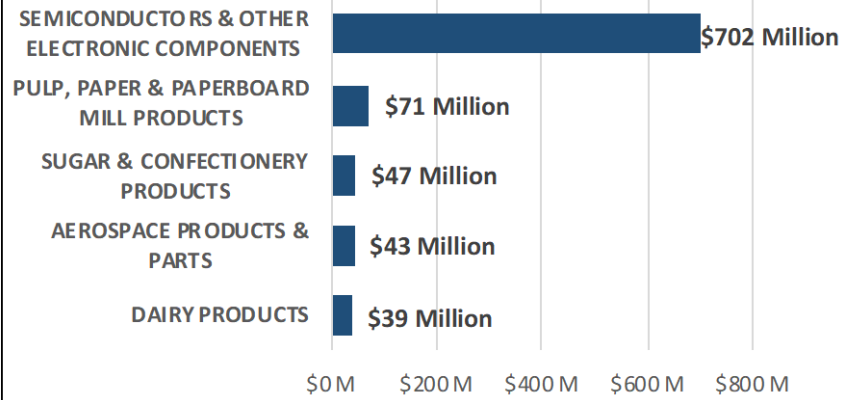 SEMICONDUCTORS & OTHER
ELECTRONIC COMPONENTS
$702 Million
PULP, PAPER & PAPERBOARD
MILL PRODUCTS
$71 Million
SUGAR & CONFECTIONERY
PRODUCTS
$47 Million
AEROSPACE PRODUCTS &
PARTS
$43 Million
DAIRY PRODUCTS
$39 Million
$0 M $200 M $400 M $600 M $800 M